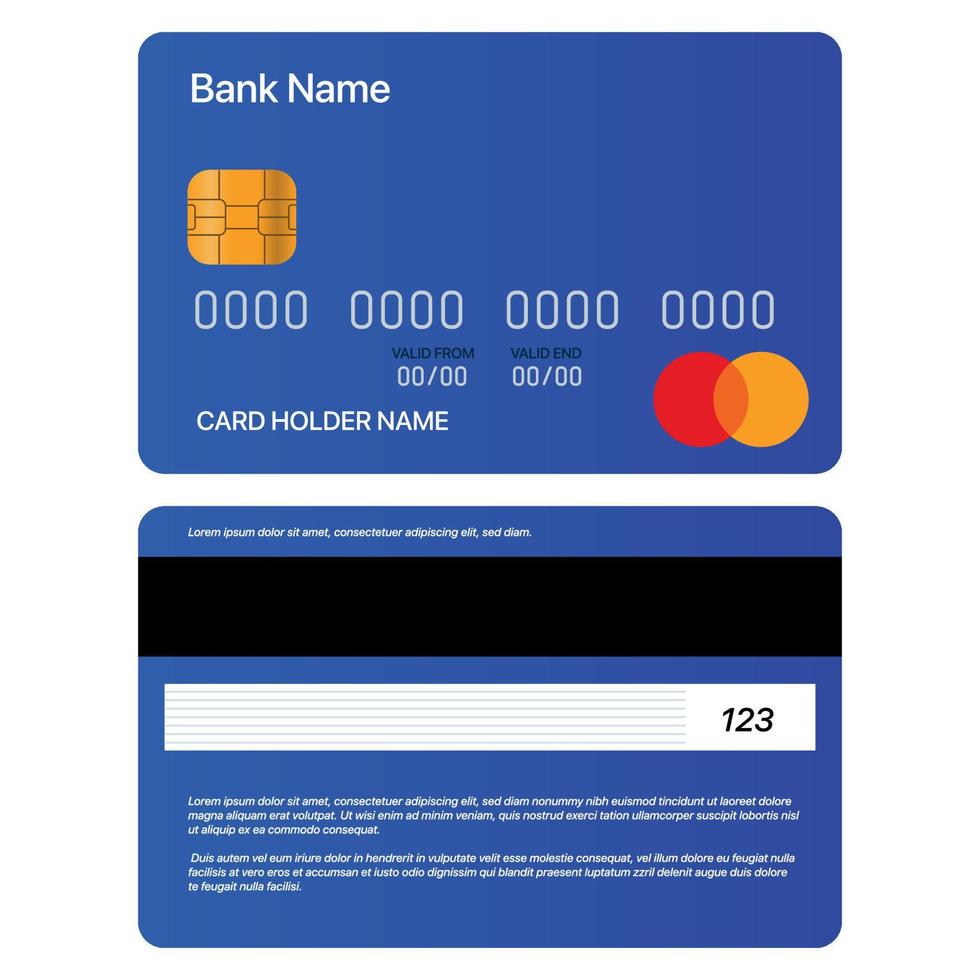 Bank Name
0000 0000 0000 0000
VALID FROM VALID END
00/00 00/00
CARD HOLDER NAME
Lorem ipsum dolor sit amet, consectetuer adipiscing elit, sed diam.
123
Lorem ipsum dolor sit amet, consectetuer adipiscing elit, sed diam nonummy nibh euismod tincidunt ut laoreet dolore
magna aliquam erat volutpat. Ut wisi enim ad minim veniam, quis nostrud exerci tation ullamcorper suscipit lobortis nisl
ut aliquip ex ea commodo consequat.
Duis autem vel eum iriure dolor in hendrerit in vulputate velit esse molestie consequat, vel illum dolore eu feugiat nulla
facilisis at vero eros et accumsan et iusto odio dignissim qui blandit praesent luptatum zzril delenit augue duis dolore
te feugait nulla facilisi.